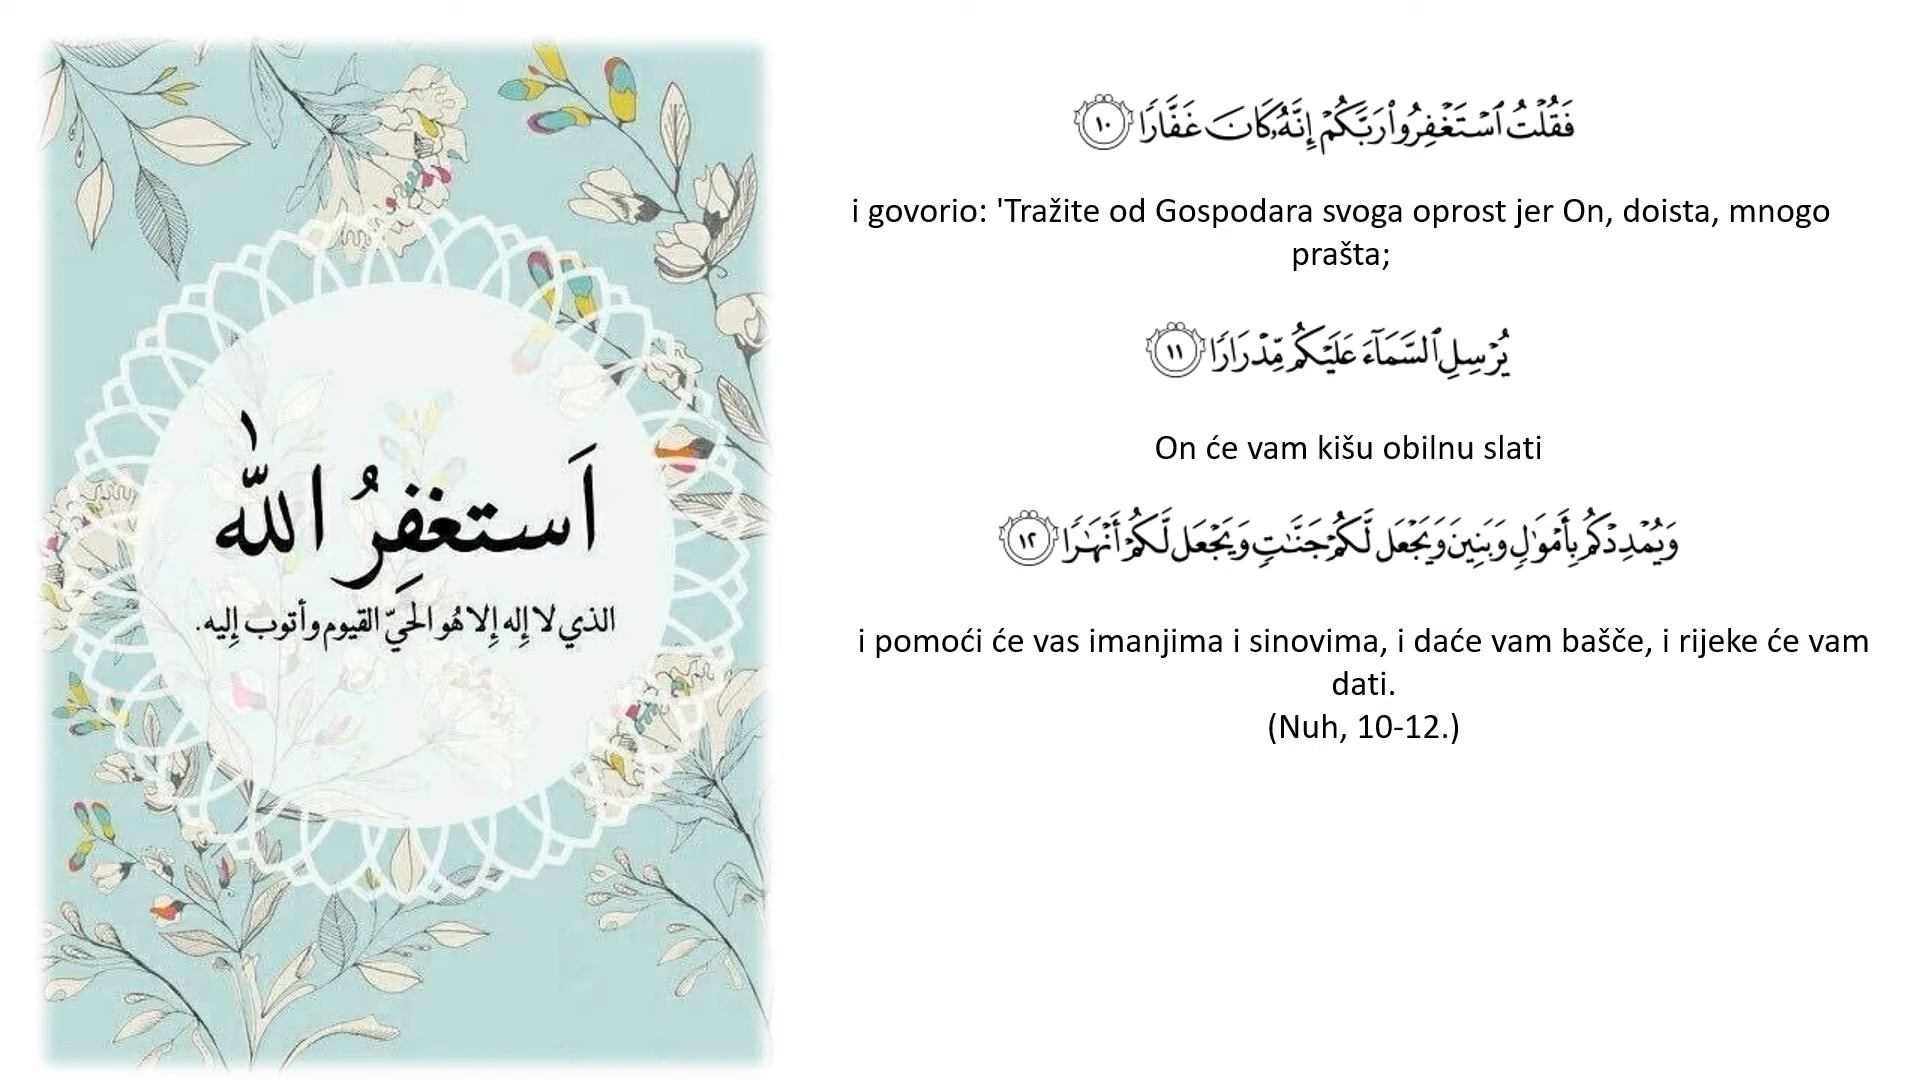 اَستغفِرُ اللّٰه
الذي لا إله إلا هُو الحيّ القيوم وأتوب إليه.
فَقُلْتُ ٱسْتَغْفِرُوا۟ رَبَّكُمْ إِنَّهُۥ كَانَ غَفَّارًا ١٠
i govorio: 'Tražite od Gospodara svoga oprost jer On, doista, mnogo
prašta;
يُرْسِلِ ٱلسَّمَآءَ عَلَيْكُم مِّدْرَارًا ١١
On će vam kišu obilnu slati
وَيُمْدِدْكُم بِأَمْوَٰلٍ وَبَنِينَ وَيَجْعَل لَّكُمْ جَنَّـٰتٍ وَيَجْعَل لَّكُمْ أَنْهَـٰرًا ١٢
i pomoći će vas imanjima i sinovima, i daće vam bašče, i rijeke će vam
dati.
(Nuh, 10-12.)